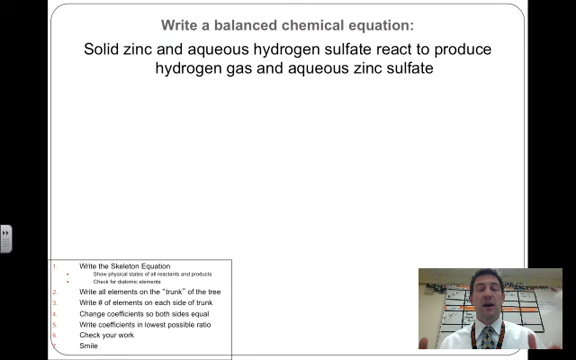 Write a balanced chemical equation:
Solid zinc and aqueous hydrogen sulfate react to produce
hydrogen gas and aqueous zinc sulfate
1. Write the Skeleton Equation
• Show physical states of all reactants and products
• Check for diatomic elements
2. Write all elements on the “trunk” of the tree
3. Write # of elements on each side of trunk
4. Change coefficients so both sides equal
5. Write coefficients in lowest possible ratio
6. Check your work
7. Smile